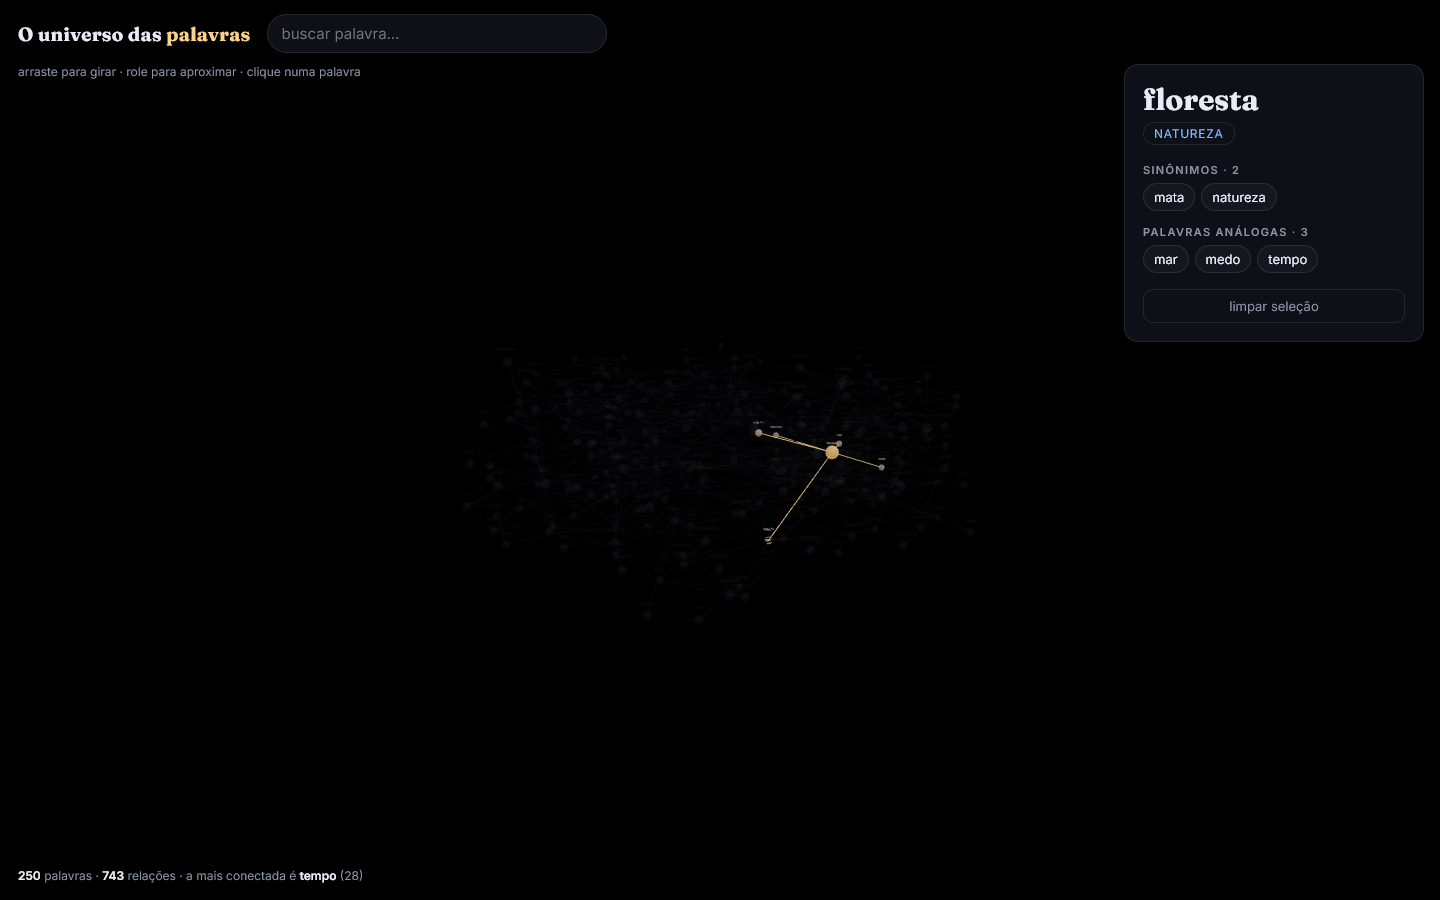 O universo das palavras
buscar palavra...
arraste para girar · role para aproximar · clique numa palavra
floresta
NATUREZA
SINÔNIMOS · 2
mata natureza
PALAVRAS ANÁLOGAS · 3
mar medo tempo
limpar seleção
250 palavras · 743 relações · a mais conectada é tempo (28)